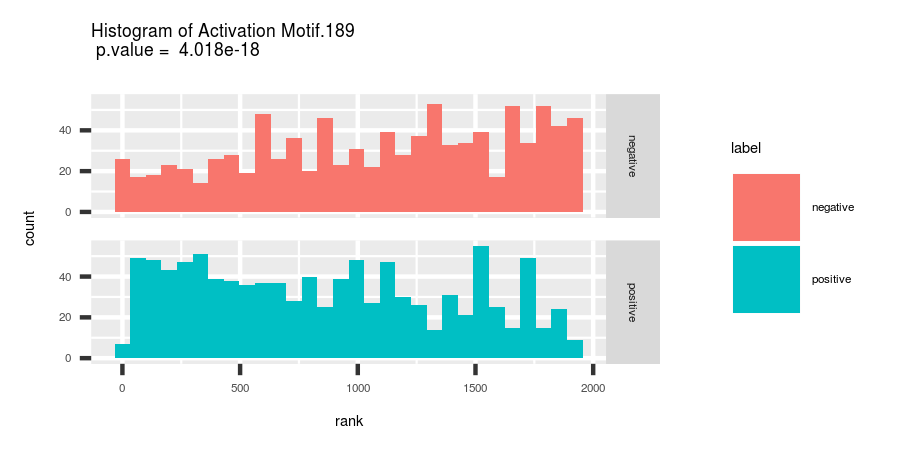 Histogram of Activation Motif.189
p.value = 4.018e-18
count
40
20
0
negative
40
20
0
positive
0 500 1000 1500 2000
rank
label
negative
positive